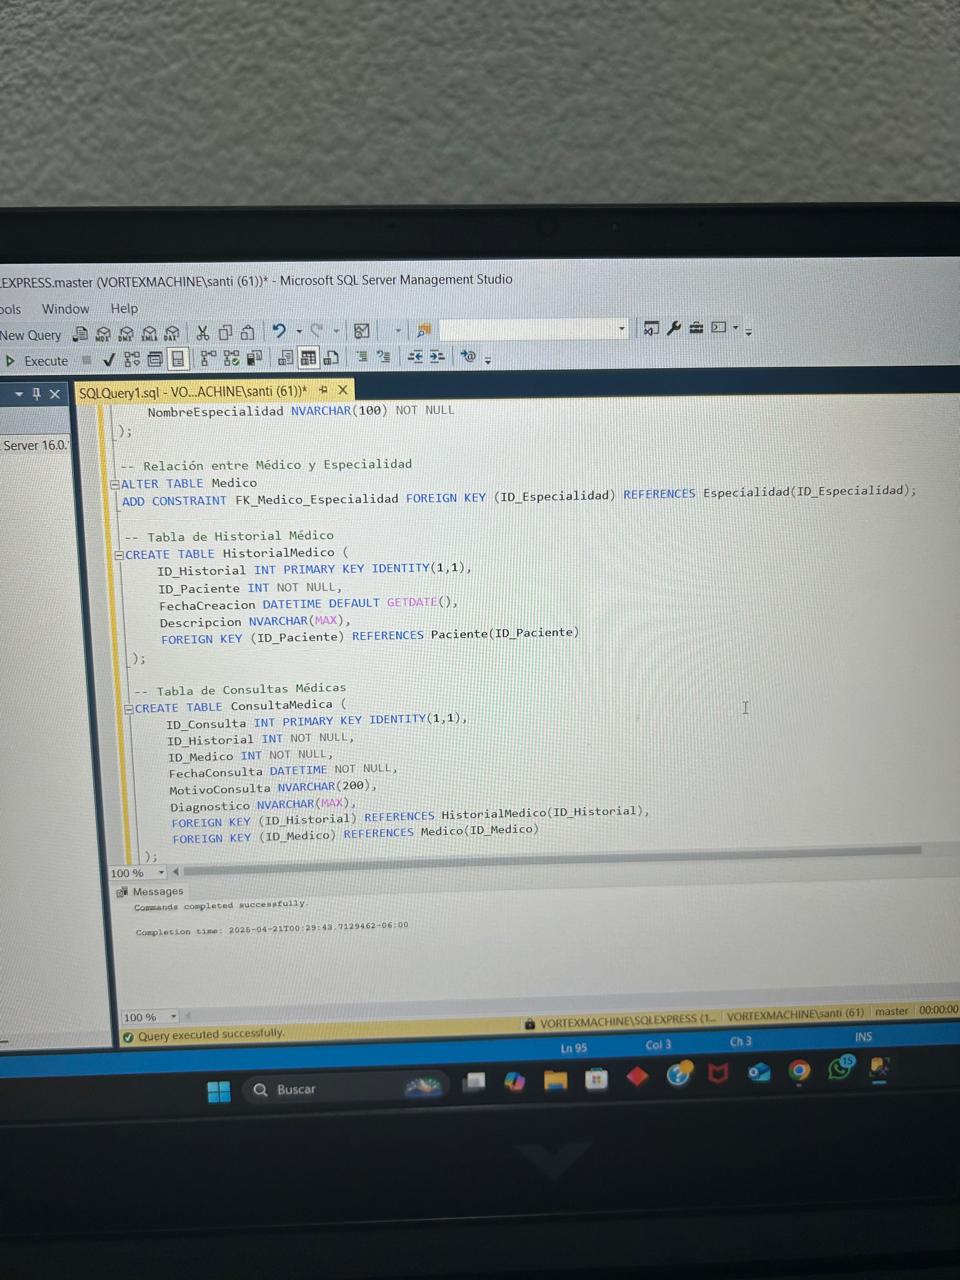 EXPRESS.master (VORTEXMACHINE\santi (61))* - Microsoft SQL Server Management Studio
ools Window Help
New Query
Execute
SQLQuery1.sql - VO...ACHINE\santi (61))*
Server 16.0.
NombreEspecialidad NVARCHAR(100) NOT NULL
);
-- Relación entre Médico y Especialidad
ALTER TABLE Medico
ADD CONSTRAINT FK_Medico_Especialidad FOREIGN KEY (ID_Especialidad) REFERENCES Especialidad(ID_Especialidad);
-- Tabla de Historial Médico
CREATE TABLE HistorialMedico (
ID_Historial INT PRIMARY KEY IDENTITY(1,1),
ID_Paciente INT NOT NULL,
FechaCreacion DATETIME DEFAULT GETDATE(),
Descripcion NVARCHAR(MAX),
FOREIGN KEY (ID_Paciente) REFERENCES Paciente(ID_Paciente)
);
-- Tabla de Consultas Médicas
CREATE TABLE ConsultaMedica (
ID_Consulta INT PRIMARY KEY IDENTITY(1,1),
ID_Historial INT NOT NULL,
ID_Medico INT NOT NULL,
FechaConsulta DATETIME NOT NULL,
MotivoConsulta NVARCHAR(200),
Diagnostico NVARCHAR(MAX),
FOREIGN KEY (ID_Historial) REFERENCES HistorialMedico(ID_Historial),
FOREIGN KEY (ID_Medico) REFERENCES Medico(ID_Medico)
);
100 %
Messages
Commands completed successfully.
Completion time: 2025-04-21T00:29:43.7129462-06:00
100 %
Query executed successfully.
VORTEXMACHINE\SQLEXPRESS (1... VORTEXMACHINE\santi (61) master 00:00:00
Ln 95 Col 3 Ch 3 INS
Buscar
15